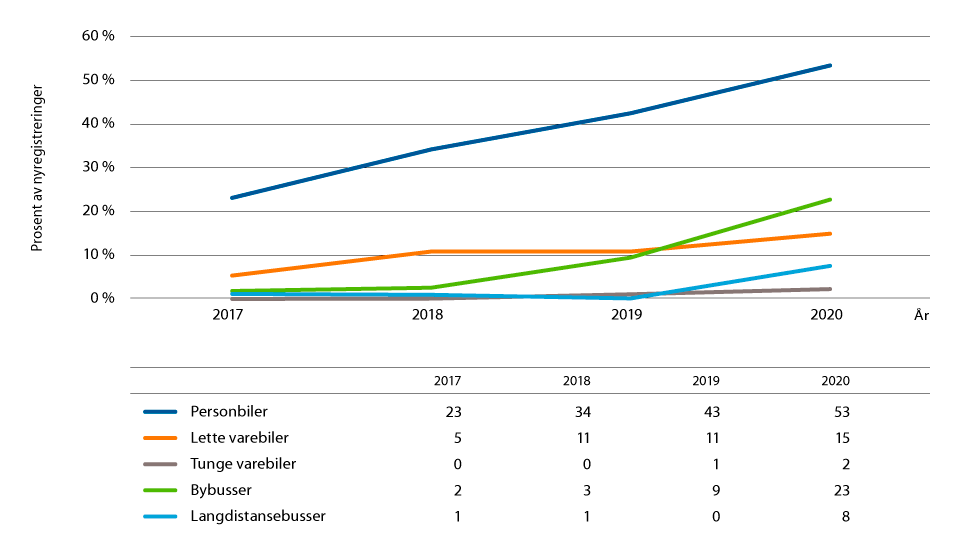 60 %
50 %
40 %
30 %
20 %
10 %
0 %
Prosent av nyregistreringer
2017 2018 2019 2020 År
2017 2018 2019 2020
Personbiler 23 34 43 53
Lette varebiler 5 11 11 15
Tunge varebiler 0 0 1 2
Bybusser 2 3 9 23
Langdistansebusser 1 1 0 8